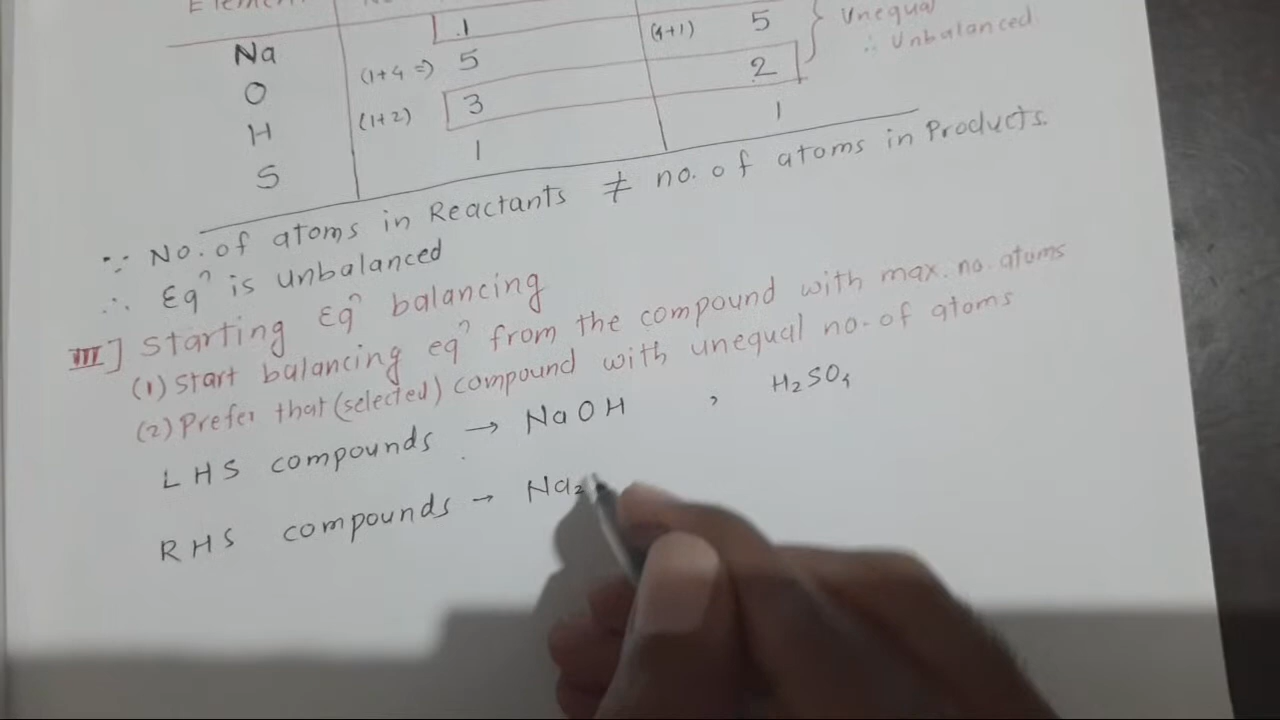 Element
Na .1
O (1+4 =) 5 (4+1) 5
H (1+2) 3 2
S 1 1
} Unequal
∴ Unbalanced
∵ No. of atoms in Reactants ≠ no. of atoms in Products.
∴ Eqⁿ is Unbalanced
III] Starting Eqⁿ balancing
(1) Start balancing eqⁿ from the compound with max. no. atoms
(2) Prefer that (selected) compound with unequal no. of atoms
LHS compounds → NaOH , H₂SO₄
RHS compounds → Na₂